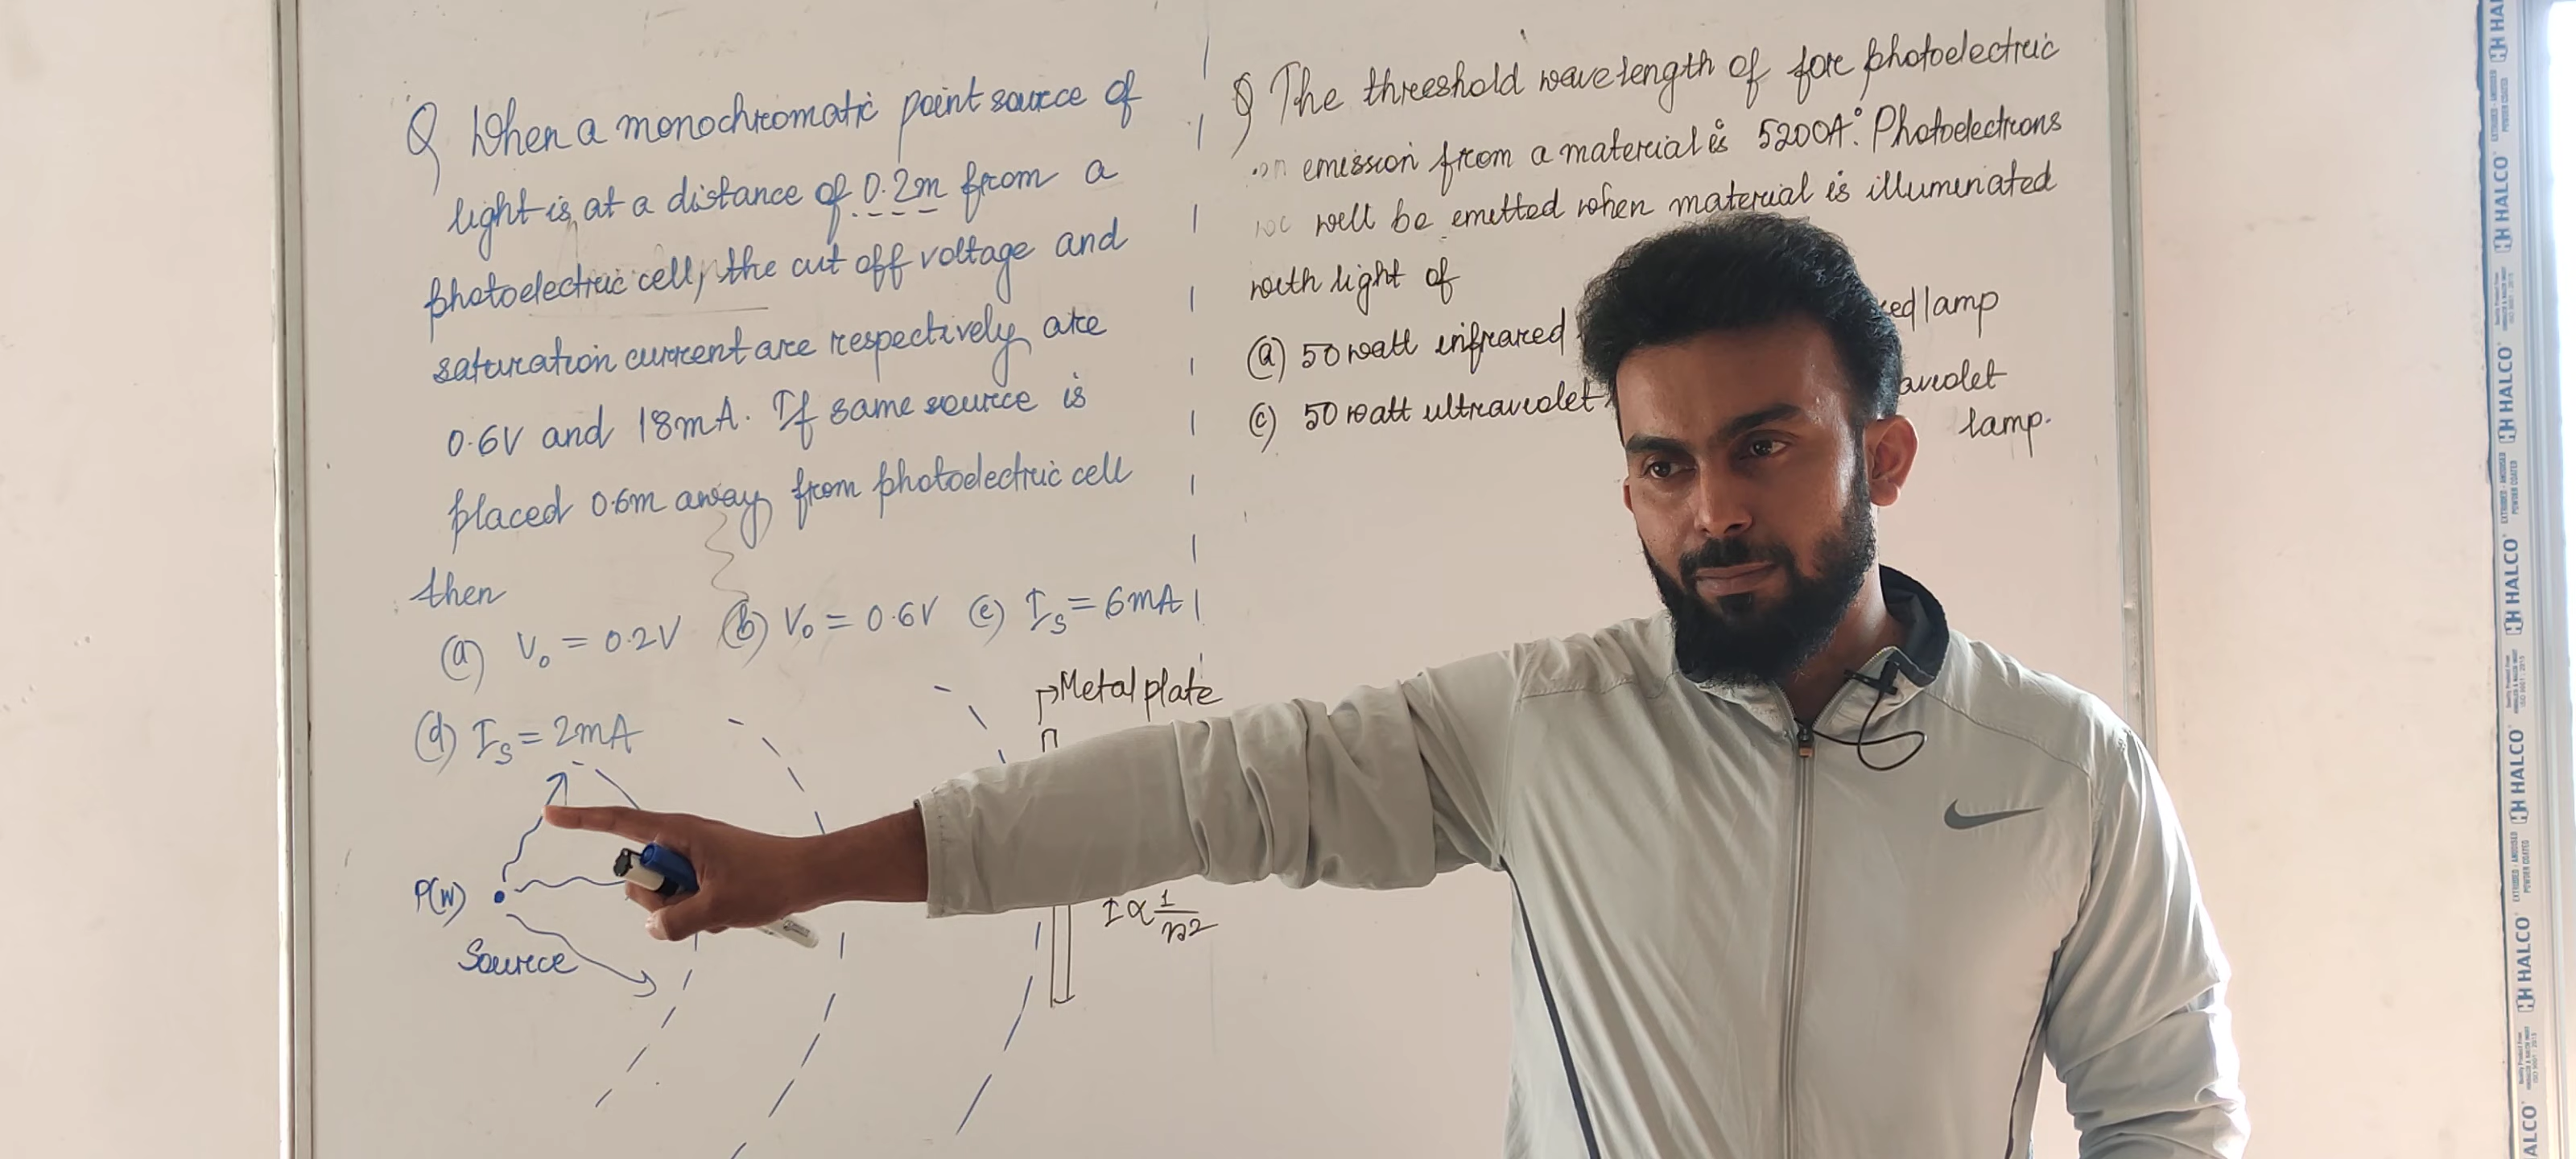 Q When a monochromatic point source of
light is at a distance of 0.2m from a
photoelectric cell, the cut off voltage and
saturation current are respectively are
0.6V and 18mA. If same source is
placed 0.6m away from photoelectric cell
then
(a) V₀ = 0.2V (b) V₀ = 0.6V (c) Iₛ = 6mA
(d) Iₛ = 2mA
Metal plate
P(W)
Source
I ∝ 1/r²
Q The threshold wavelength of for photoelectric
emission from a material is 5200A°. Photoelectrons
will be emitted when material is illuminated
with light of
(a) 50 watt infrared lamp
(c) 50 watt ultraviolet
lamp.
HALCO
HALCO
HALCO
HALCO
HALCO
HALCO
EXTRUDED - ANODISED
POWDER COATED